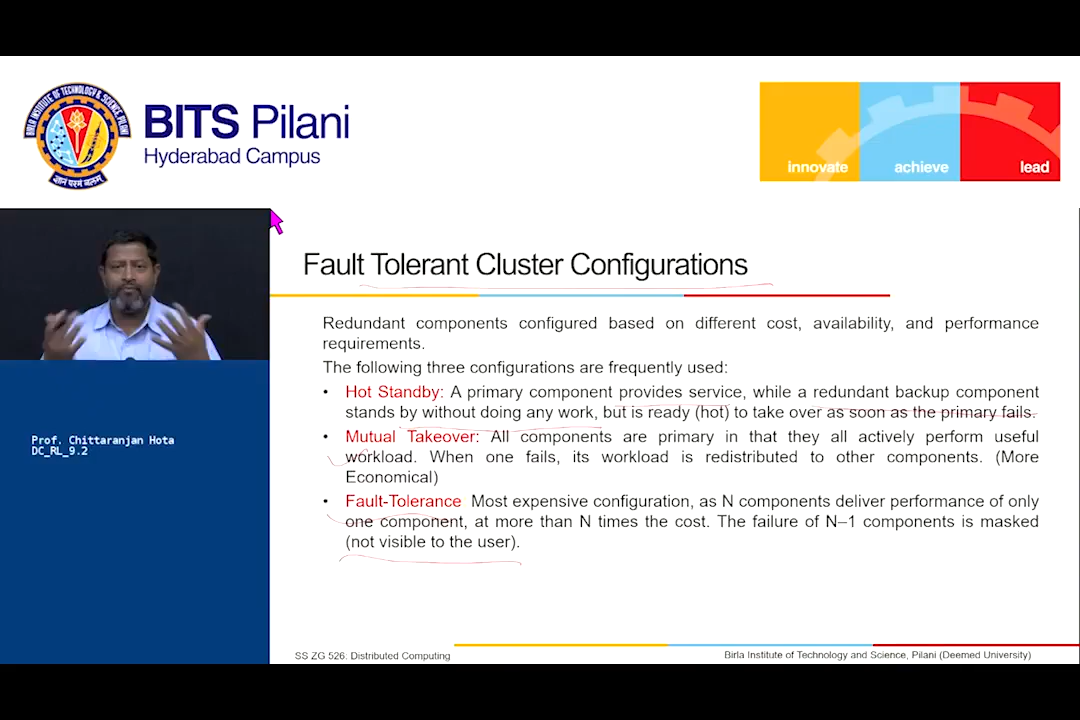 BITS Pilani
Hyderabad Campus
innovate achieve lead
Fault Tolerant Cluster Configurations
Redundant components configured based on different cost, availability, and performance
requirements.
The following three configurations are frequently used:
• Hot Standby: A primary component provides service, while a redundant backup component
stands by without doing any work, but is ready (hot) to take over as soon as the primary fails.
• Mutual Takeover: All components are primary in that they all actively perform useful
workload. When one fails, its workload is redistributed to other components. (More
Economical)
• Fault-Tolerance Most expensive configuration, as N components deliver performance of only
one component, at more than N times the cost. The failure of N–1 components is masked
(not visible to the user).
Prof. Chittaranjan Hota
DC_RL_9.2
SS ZG 526: Distributed Computing
Birla Institute of Technology and Science, Pilani (Deemed University)